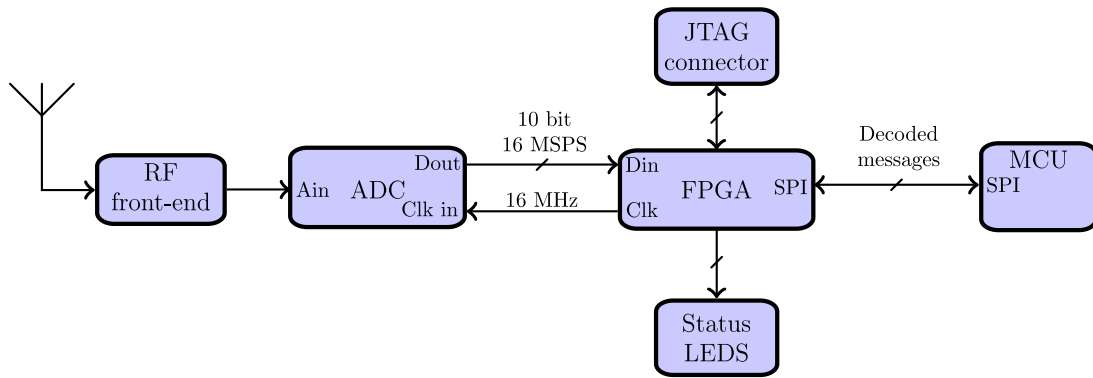 JTAG
connector
10 bit
16 MSPS
Decoded
messages
RF
front-end
Ain
ADC
Dout
Clk in
16 MHz
Din
FPGA
Clk
SPI
MCU
SPI
Status
LEDS